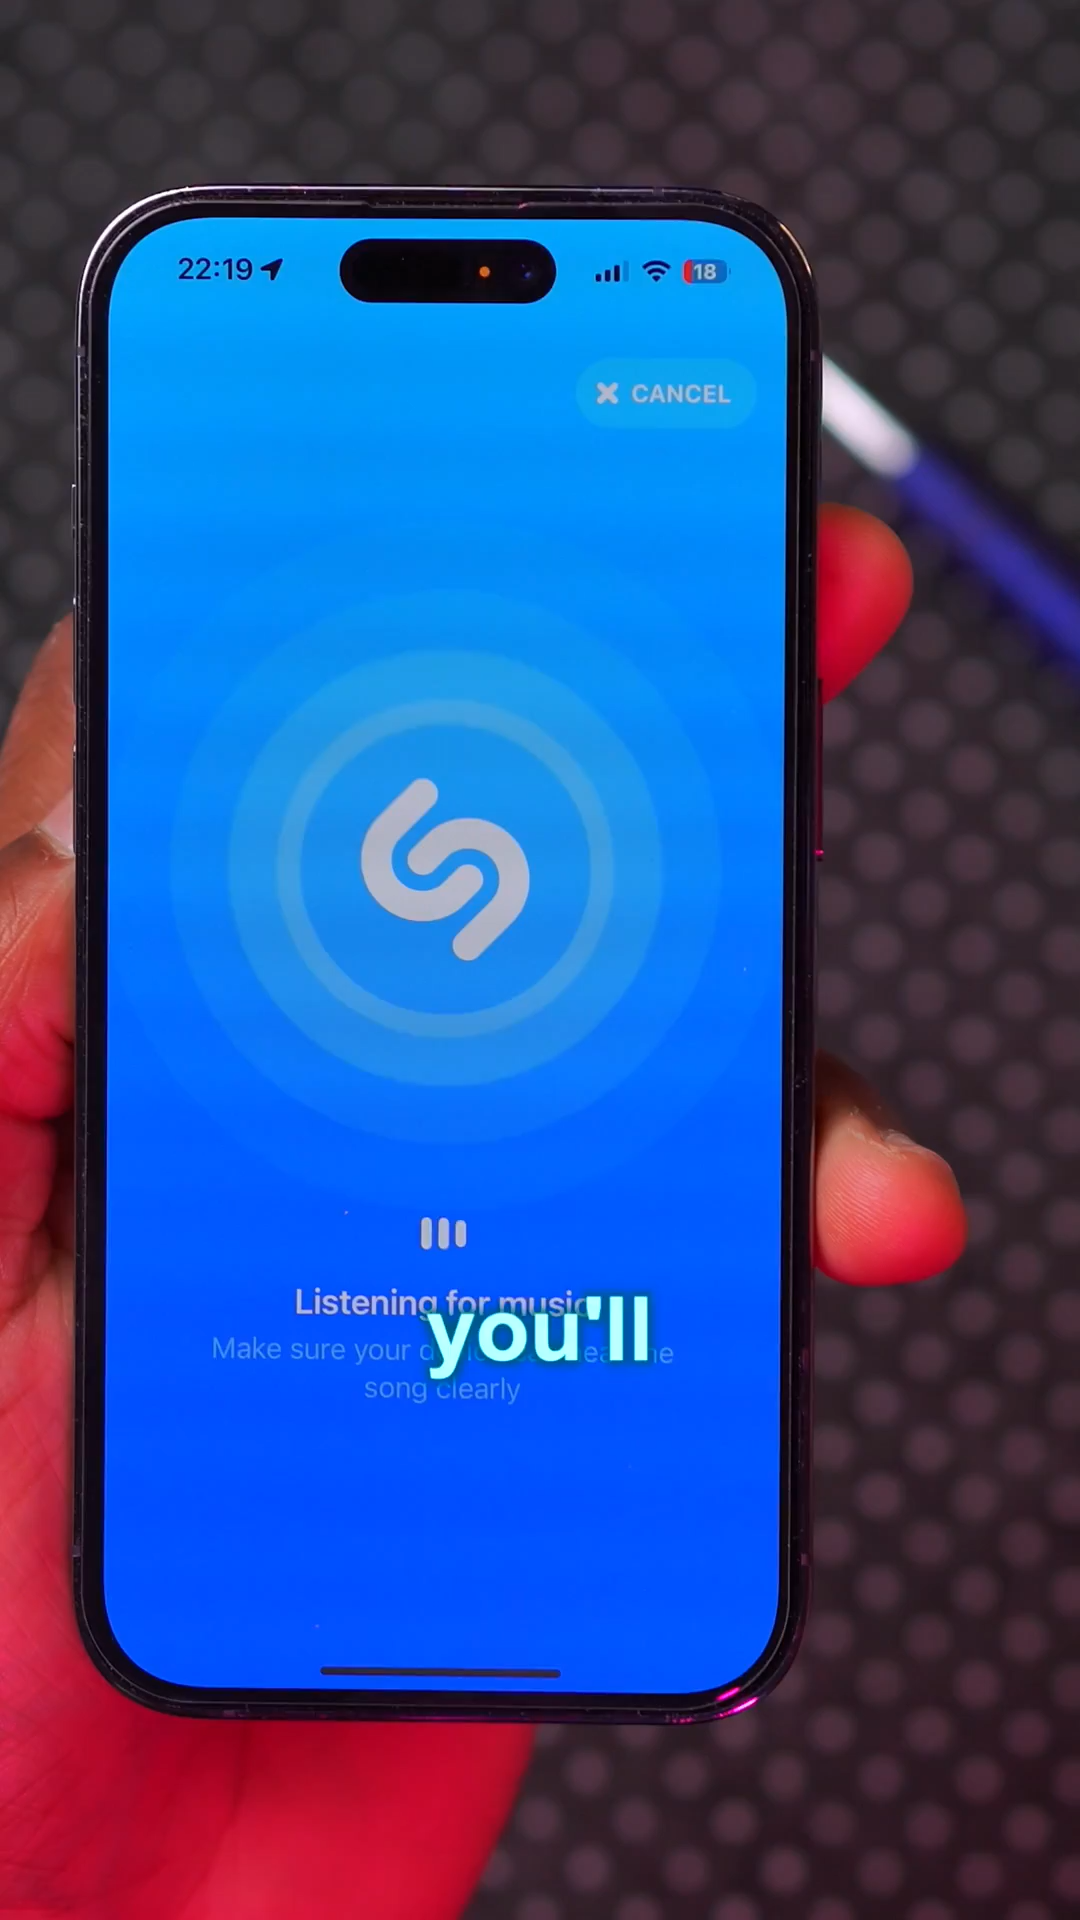 22:19
18
CANCEL
Listening for music
you'll
Make sure your
song clearly